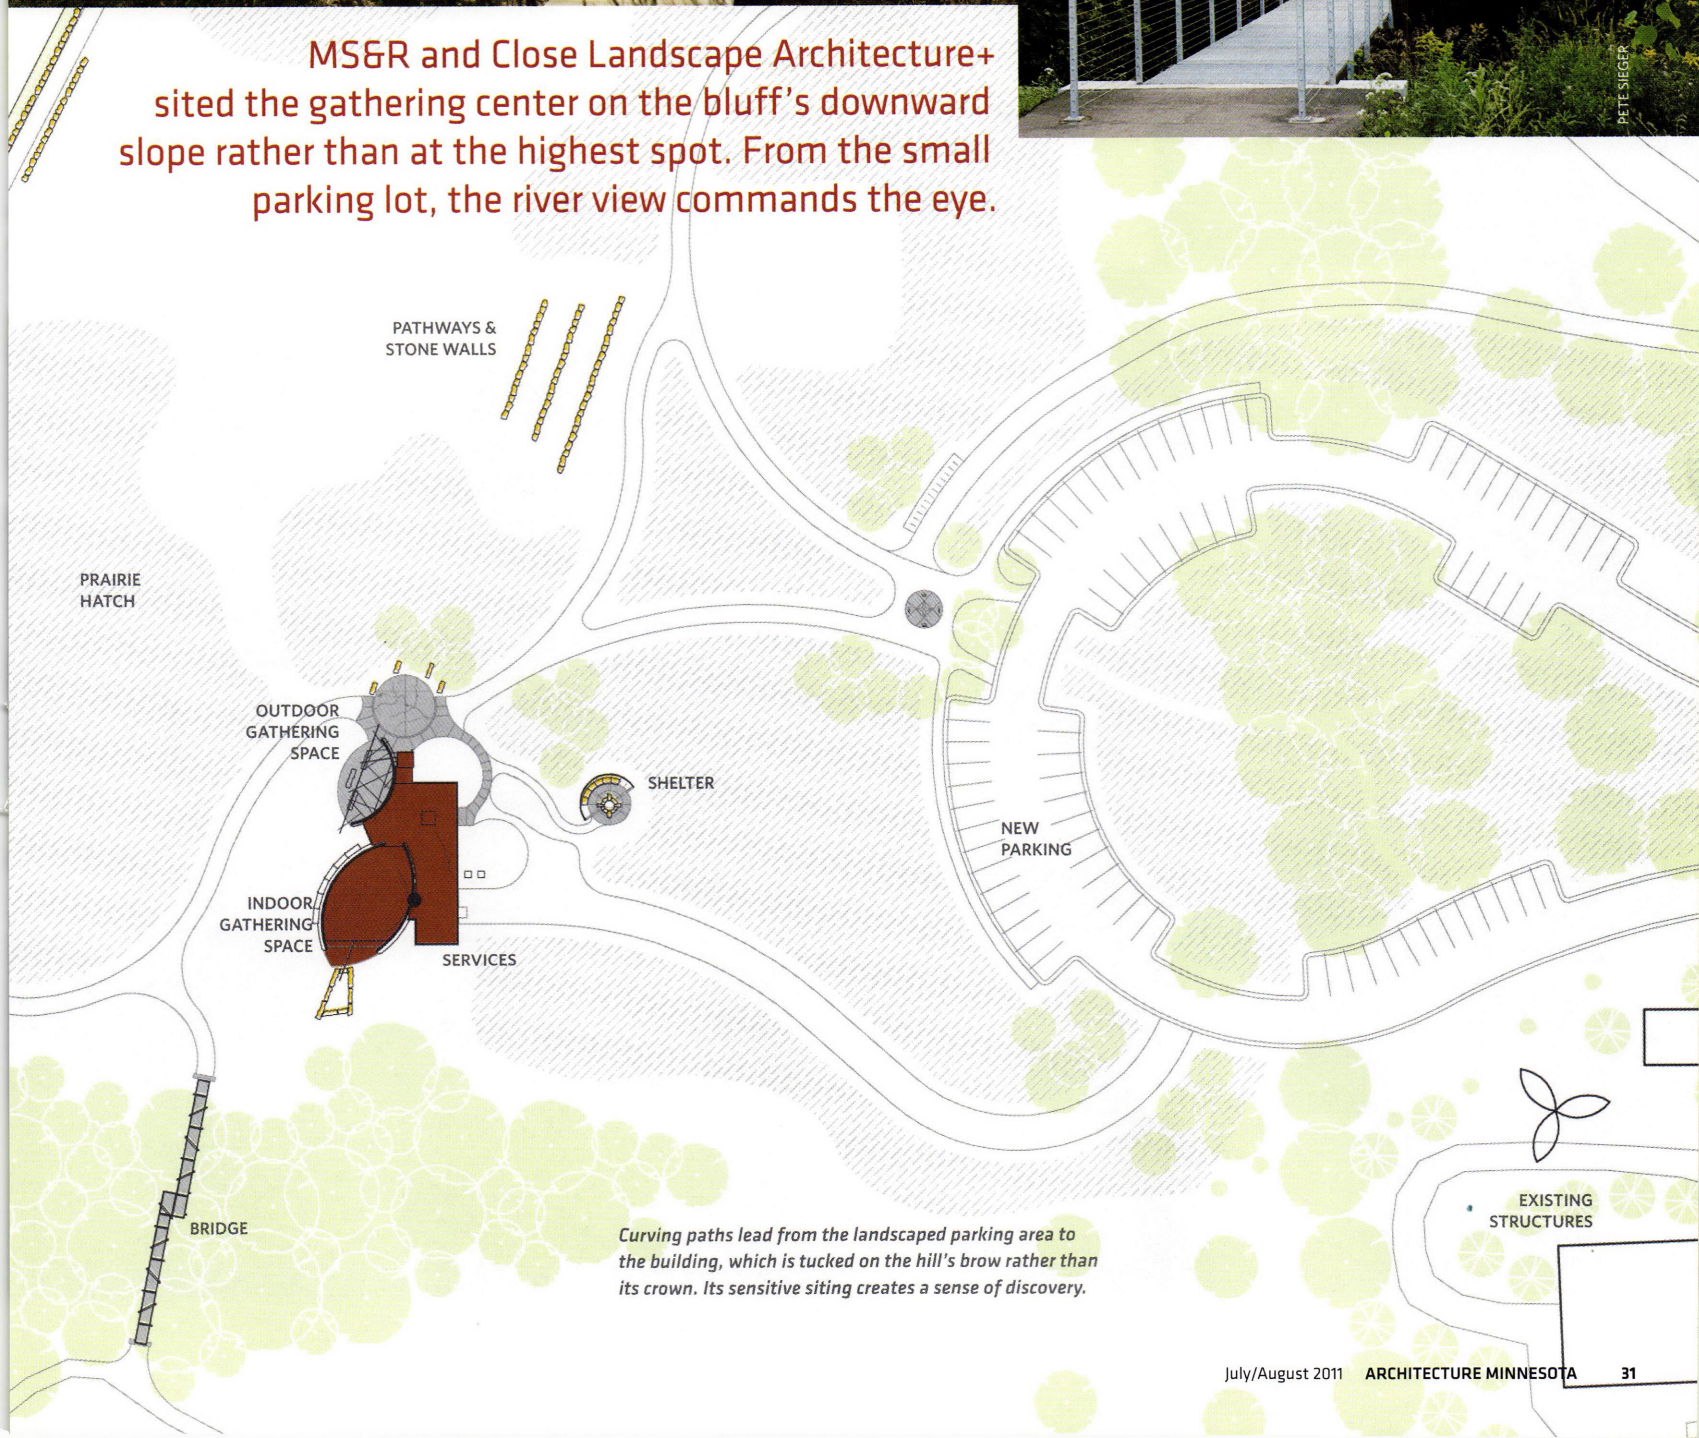 MS&R and Close Landscape Architecture+
sited the gathering center on the bluff's downward
slope rather than at the highest spot. From the small
parking lot, the river view commands the eye.
PETE SIEGER
PATHWAYS &
STONE WALLS
PRAIRIE
HATCH
OUTDOOR
GATHERING
SPACE
SHELTER
NEW
PARKING
INDOOR
GATHERING
SPACE
SERVICES
BRIDGE
EXISTING
STRUCTURES
Curving paths lead from the landscaped parking area to
the building, which is tucked on the hill's brow rather than
its crown. Its sensitive siting creates a sense of discovery.
July/August 2011 ARCHITECTURE MINNESOTA 31